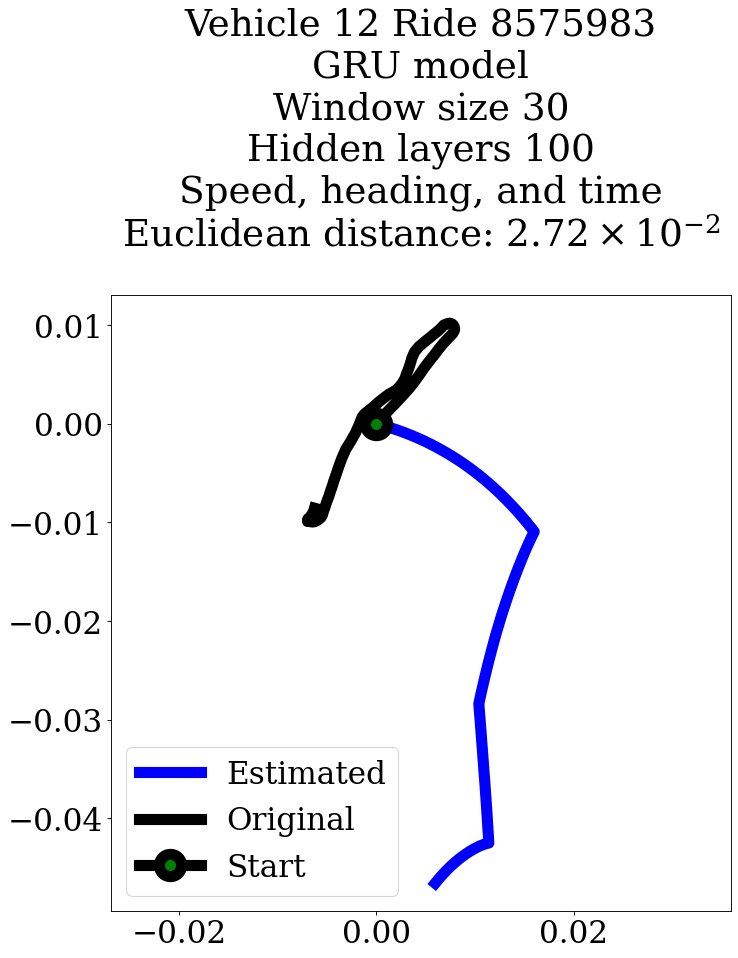 Vehicle 12 Ride 8575983
GRU model
Window size 30
Hidden layers 100
Speed, heading, and time
Euclidean distance: 2.72 × 10⁻²
0.01
0.00
−0.01
−0.02
−0.03
−0.04
Estimated
Original
Start
−0.02 0.00 0.02